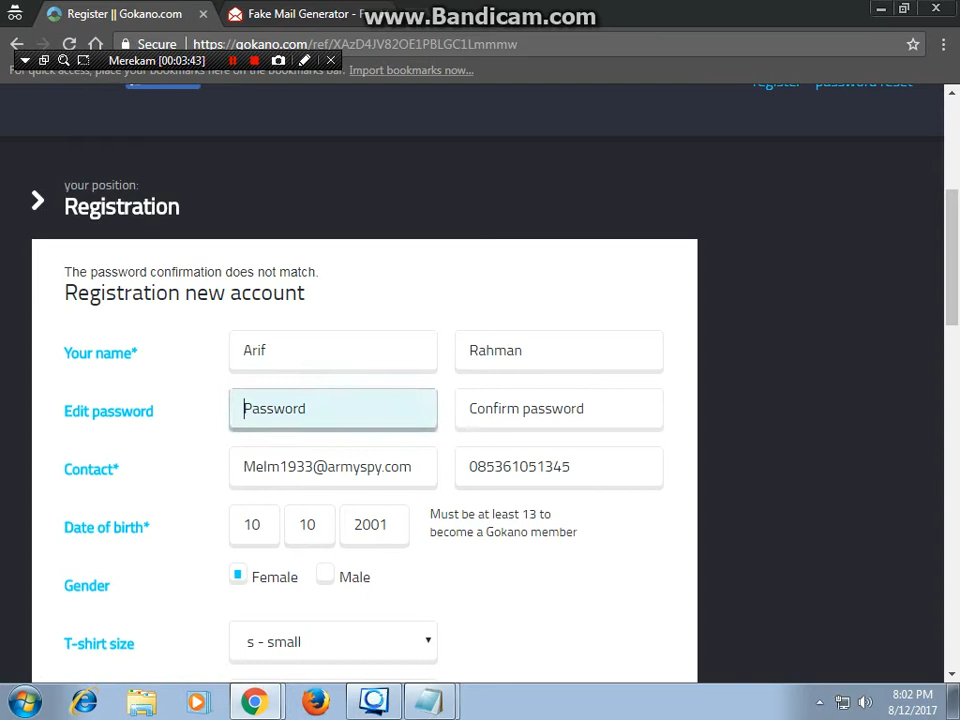 Register || Gokano.com
Fake Mail Generator - F
www.Bandicam.com
Secure
https://gokano.com/ref/XAzD4JV82OE1PBLGC1Lmmmw
Merekam [00:03:43]
For quick access, place your bookmarks here on the bookmarks bar. Import bookmarks now...
register
password reset
your position:
Registration
The password confirmation does not match.
Registration new account
Your name*
Arif
Rahman
Edit password
Password
Confirm password
Contact*
Melm1933@armyspy.com
085361051345
Date of birth*
10
10
2001
Must be at least 13 to
become a Gokano member
Gender
Female
Male
T-shirt size
s - small
8:02 PM
8/12/2017